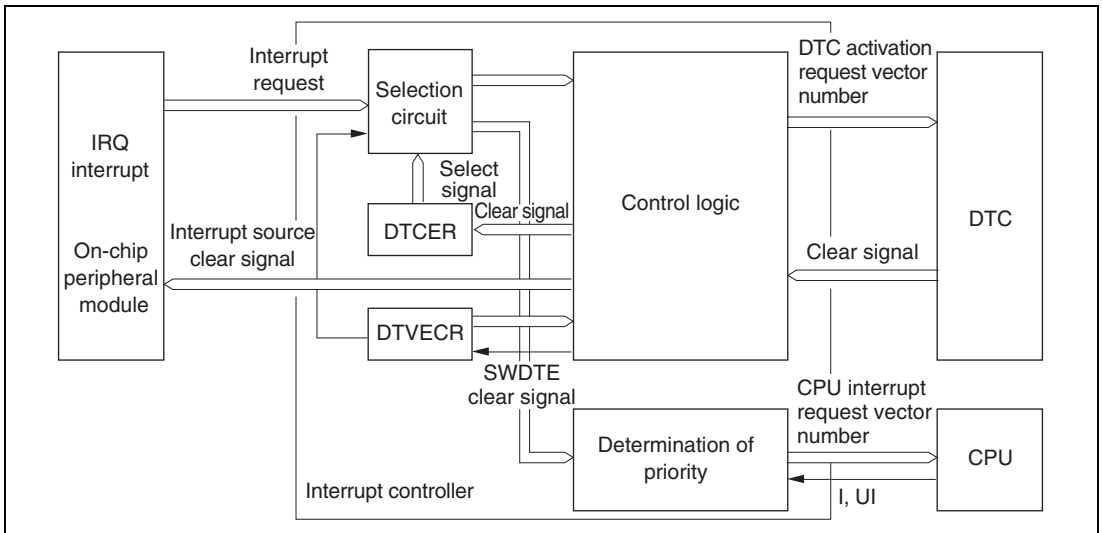 Interrupt
request
Selection
circuit
DTC activation
request vector
number
IRQ
interrupt
Select
signal
Control logic
DTC
Clear signal
DTCER
Interrupt source
clear signal
On-chip
peripheral
module
Clear signal
DTVECR
SWDTE
clear signal
CPU interrupt
request vector
number
Determination of
priority
CPU
Interrupt controller
I, UI